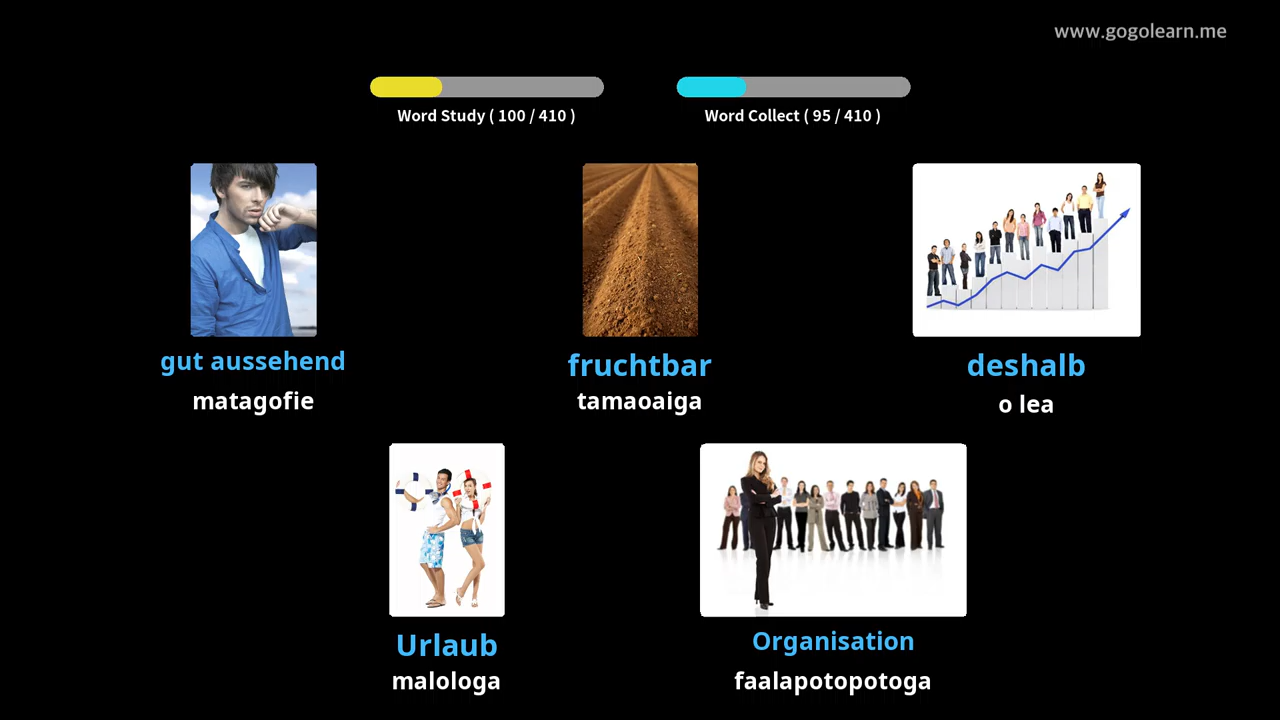 www.gogolearn.me
Word Study ( 100 / 410 )
Word Collect ( 95 / 410 )
gut aussehend
matagofie
fruchtbar
tamaoaiga
deshalb
o lea
Urlaub
malologa
Organisation
faalapotopotoga